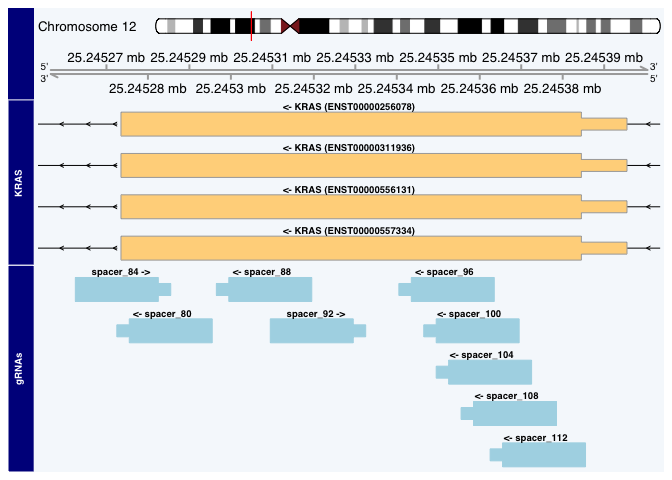 Chromosome 12
25.24527 mb 25.24529 mb 25.24531 mb 25.24533 mb 25.24535 mb 25.24537 mb 25.24539 mb
5' 3'
3' 5'
25.24528 mb 25.2453 mb 25.24532 mb 25.24534 mb 25.24536 mb 25.24538 mb
KRAS
<- KRAS (ENST00000256078)
<- KRAS (ENST00000311936)
<- KRAS (ENST00000556131)
<- KRAS (ENST00000557334)
gRNAs
spacer_84 -> <- spacer_88 <- spacer_96
<- spacer_80 spacer_92 -> <- spacer_100
<- spacer_104
<- spacer_108
<- spacer_112